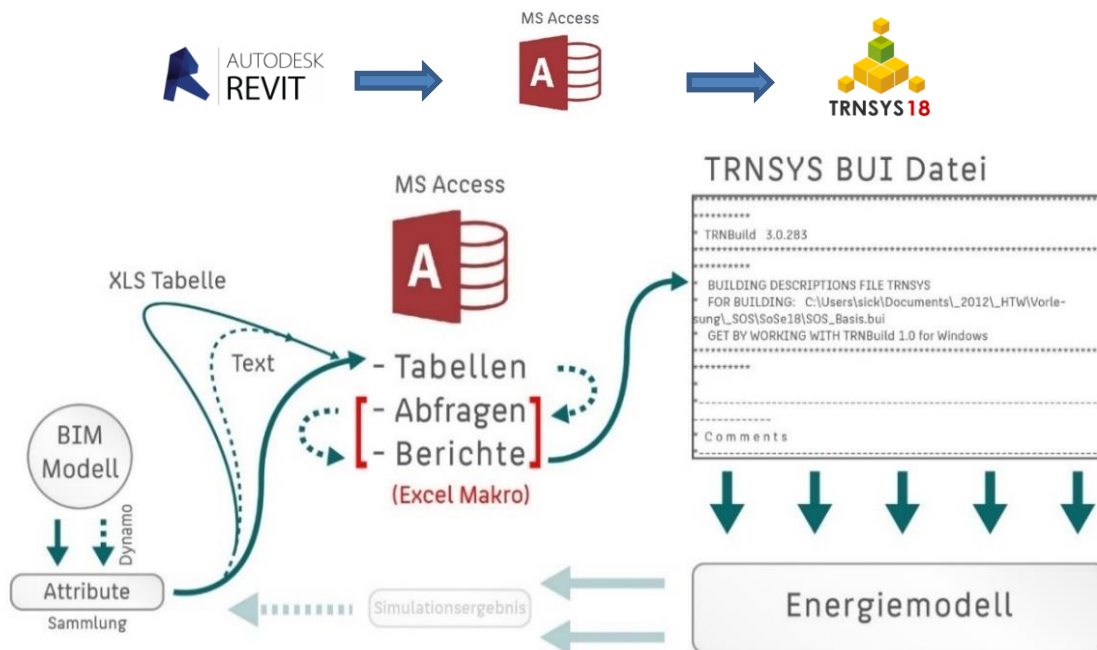 AUTODESK
REVIT
MS Access
A
TRNSYS18
TRNSYS BUI Datei
MS Access
A
XLS Tabelle
Text
- Tabellen
- Abfragen
- Berichte
(Excel Makro)
BIM
Modell
Dynamo
Attribute
Sammlung
Simulationsergebnis
* TRNBuild 3.0.283
* BUILDING DESCRIPTIONS FILE TRNSYS
* FOR BUILDING: C:\Users\sick\Documents\_2012\_HTW\Vorle-
sung\_SOS\SoSe18\SOS_Basis.bui
* GET BY WORKING WITH TRNBuild 1.0 for Windows
* C o m m e n t s
Energiemodell